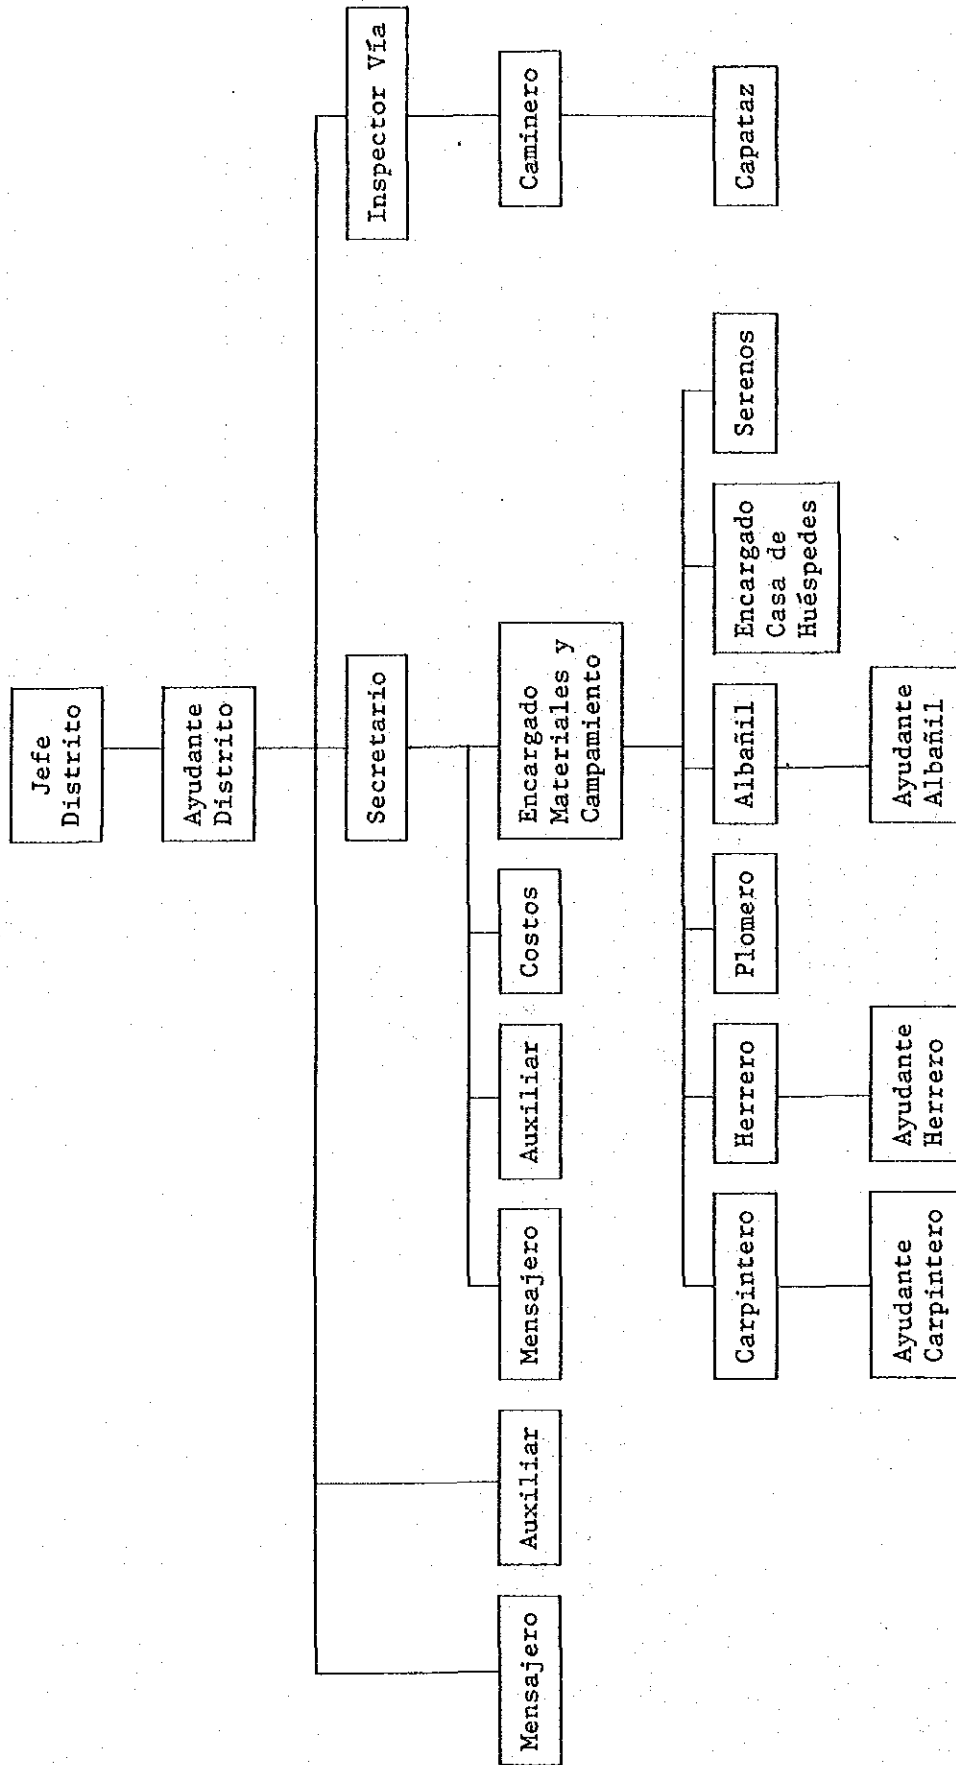 Jefe
Distrito
Ayudante
Distrito
Secretario
Inspector Vía
Mensajero
Auxiliar
Mensajero
Auxiliar
Costos
Encargado
Materiales y
Campamiento
Caminero
Carpintero
Herrero
Plomero
Albañil
Encargado
Casa de
Huéspedes
Serenos
Capataz
Ayudante
Carpintero
Ayudante
Herrero
Ayudante
Albañil